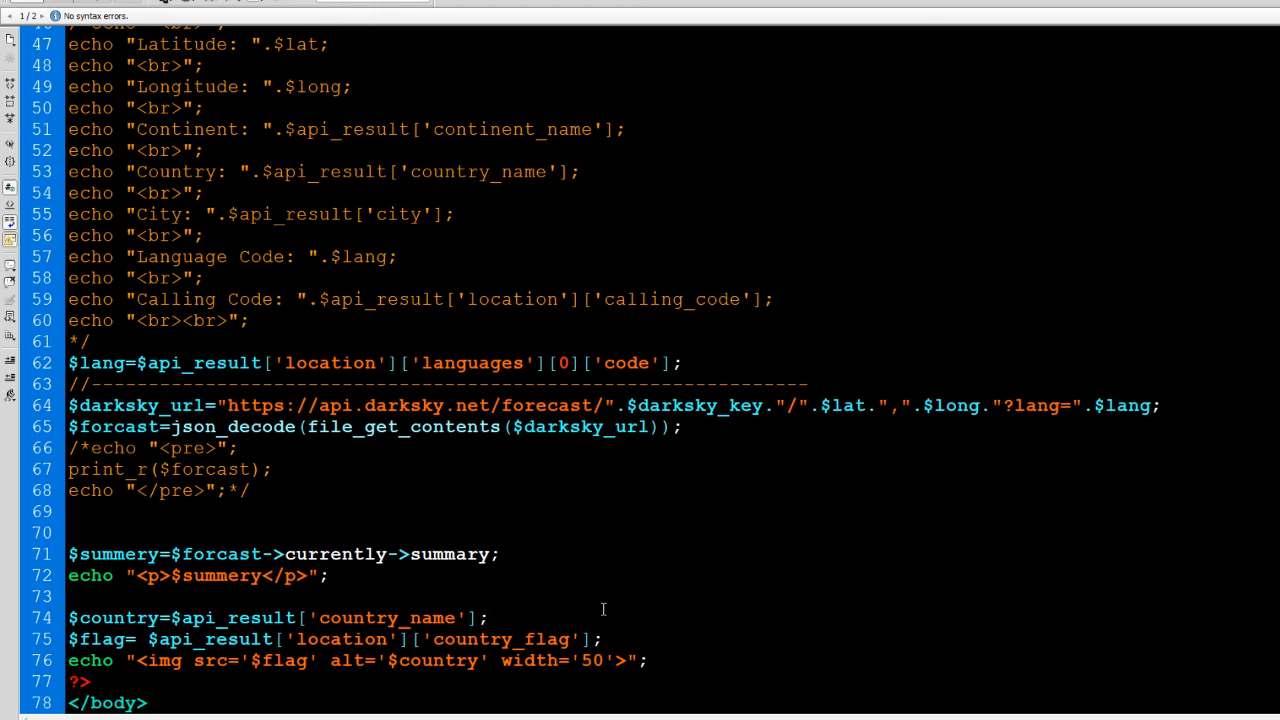 1 / 2 No syntax errors.
47 echo "Latitude: ".$lat;
48 echo "<br>";
49 echo "Longitude: ".$long;
50 echo "<br>";
51 echo "Continent: ".$api_result['continent_name'];
52 echo "<br>";
53 echo "Country: ".$api_result['country_name'];
54 echo "<br>";
55 echo "City: ".$api_result['city'];
56 echo "<br>";
57 echo "Language Code: ".$lang;
58 echo "<br>";
59 echo "Calling Code: ".$api_result['location']['calling_code'];
60 echo "<br><br>";
61 */
62 $lang=$api_result['location']['languages'][0]['code'];
63 //---------------------------------------------------------------
64 $darksky_url="https://api.darksky.net/forecast/".$darksky_key."/".$lat.",".$long."?lang=".$lang;
65 $forcast=json_decode(file_get_contents($darksky_url));
66 /*echo "<pre>";
67 print_r($forcast);
68 echo "</pre>";*/
69
70
71 $summery=$forcast->currently->summary;
72 echo "<p>$summery</p>";
73
74 $country=$api_result['country_name'];
75 $flag= $api_result['location']['country_flag'];
76 echo "<img src='$flag' alt='$country' width='50'>";
77 ?>
78 </body>